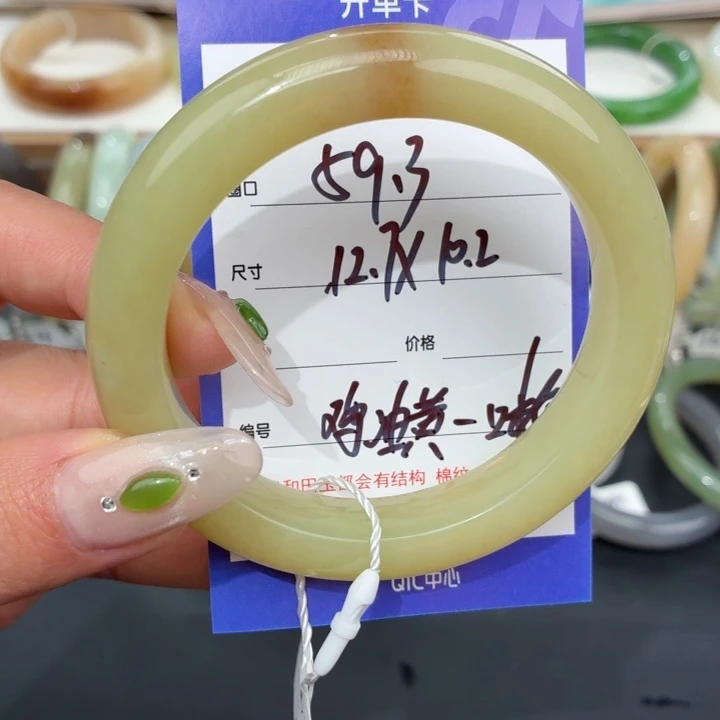 开单卡
圈口 59.3
尺寸 12.7X10.2
价格
编号 鸡油黄一口
和田玉都会有结构 棉纹
QIC中心